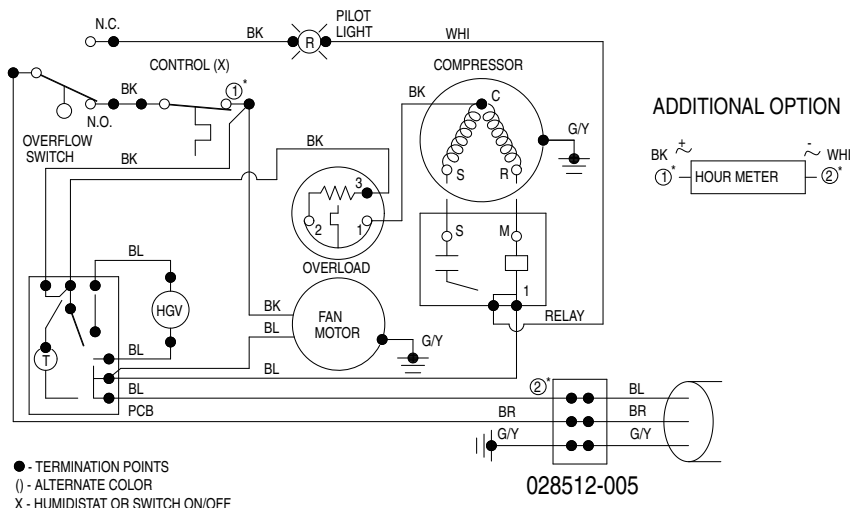 N.C.
BK
R
PILOT
LIGHT
WHI
CONTROL (X)
COMPRESSOR
BK
1*
N.O.
BK
C
G/Y
OVERFLOW
SWITCH
BK
BK
3
S
R
2
1
S
M
OVERLOAD
BL
1
HGV
BK
FAN
MOTOR
BL
G/Y
RELAY
BL
T
BL
BL
PCB
2*
BL
BR
BR
G/Y
G/Y
028512-005
ADDITIONAL OPTION
BK + ~
- ~ WHI
1* HOUR METER 2*
● - TERMINATION POINTS
() - ALTERNATE COLOR
X - HUMIDISTAT OR SWITCH ON/OFF